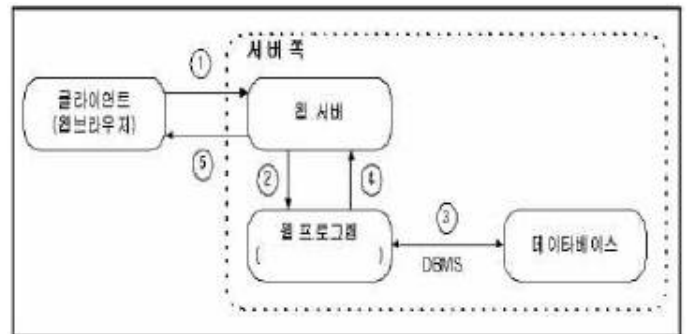 서버쪽
①
클라이언트
(웹브라우저)
웹 서버
⑤
②
④
웹프로그램
( )
③
DBMS
데이타베이스